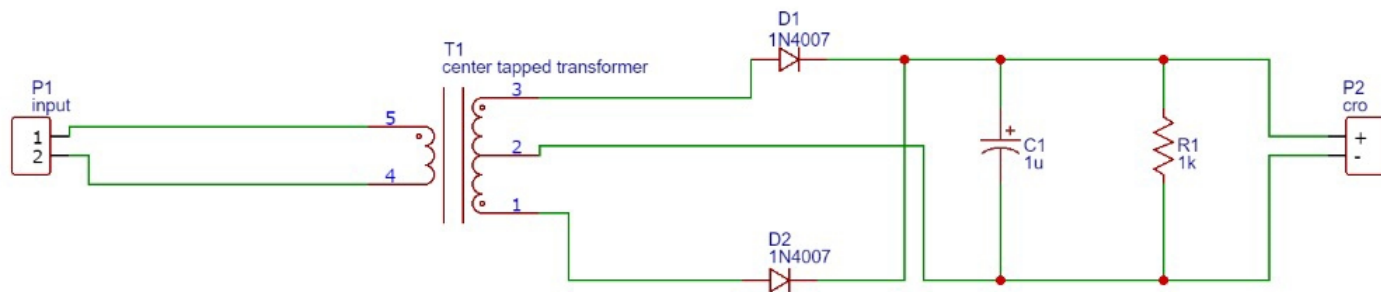 D1
1N4007
T1
center tapped transformer
P1
input
1
2
5
4
3
2
1
C1
1u
R1
1k
P2
cro
+
-
+
D2
1N4007